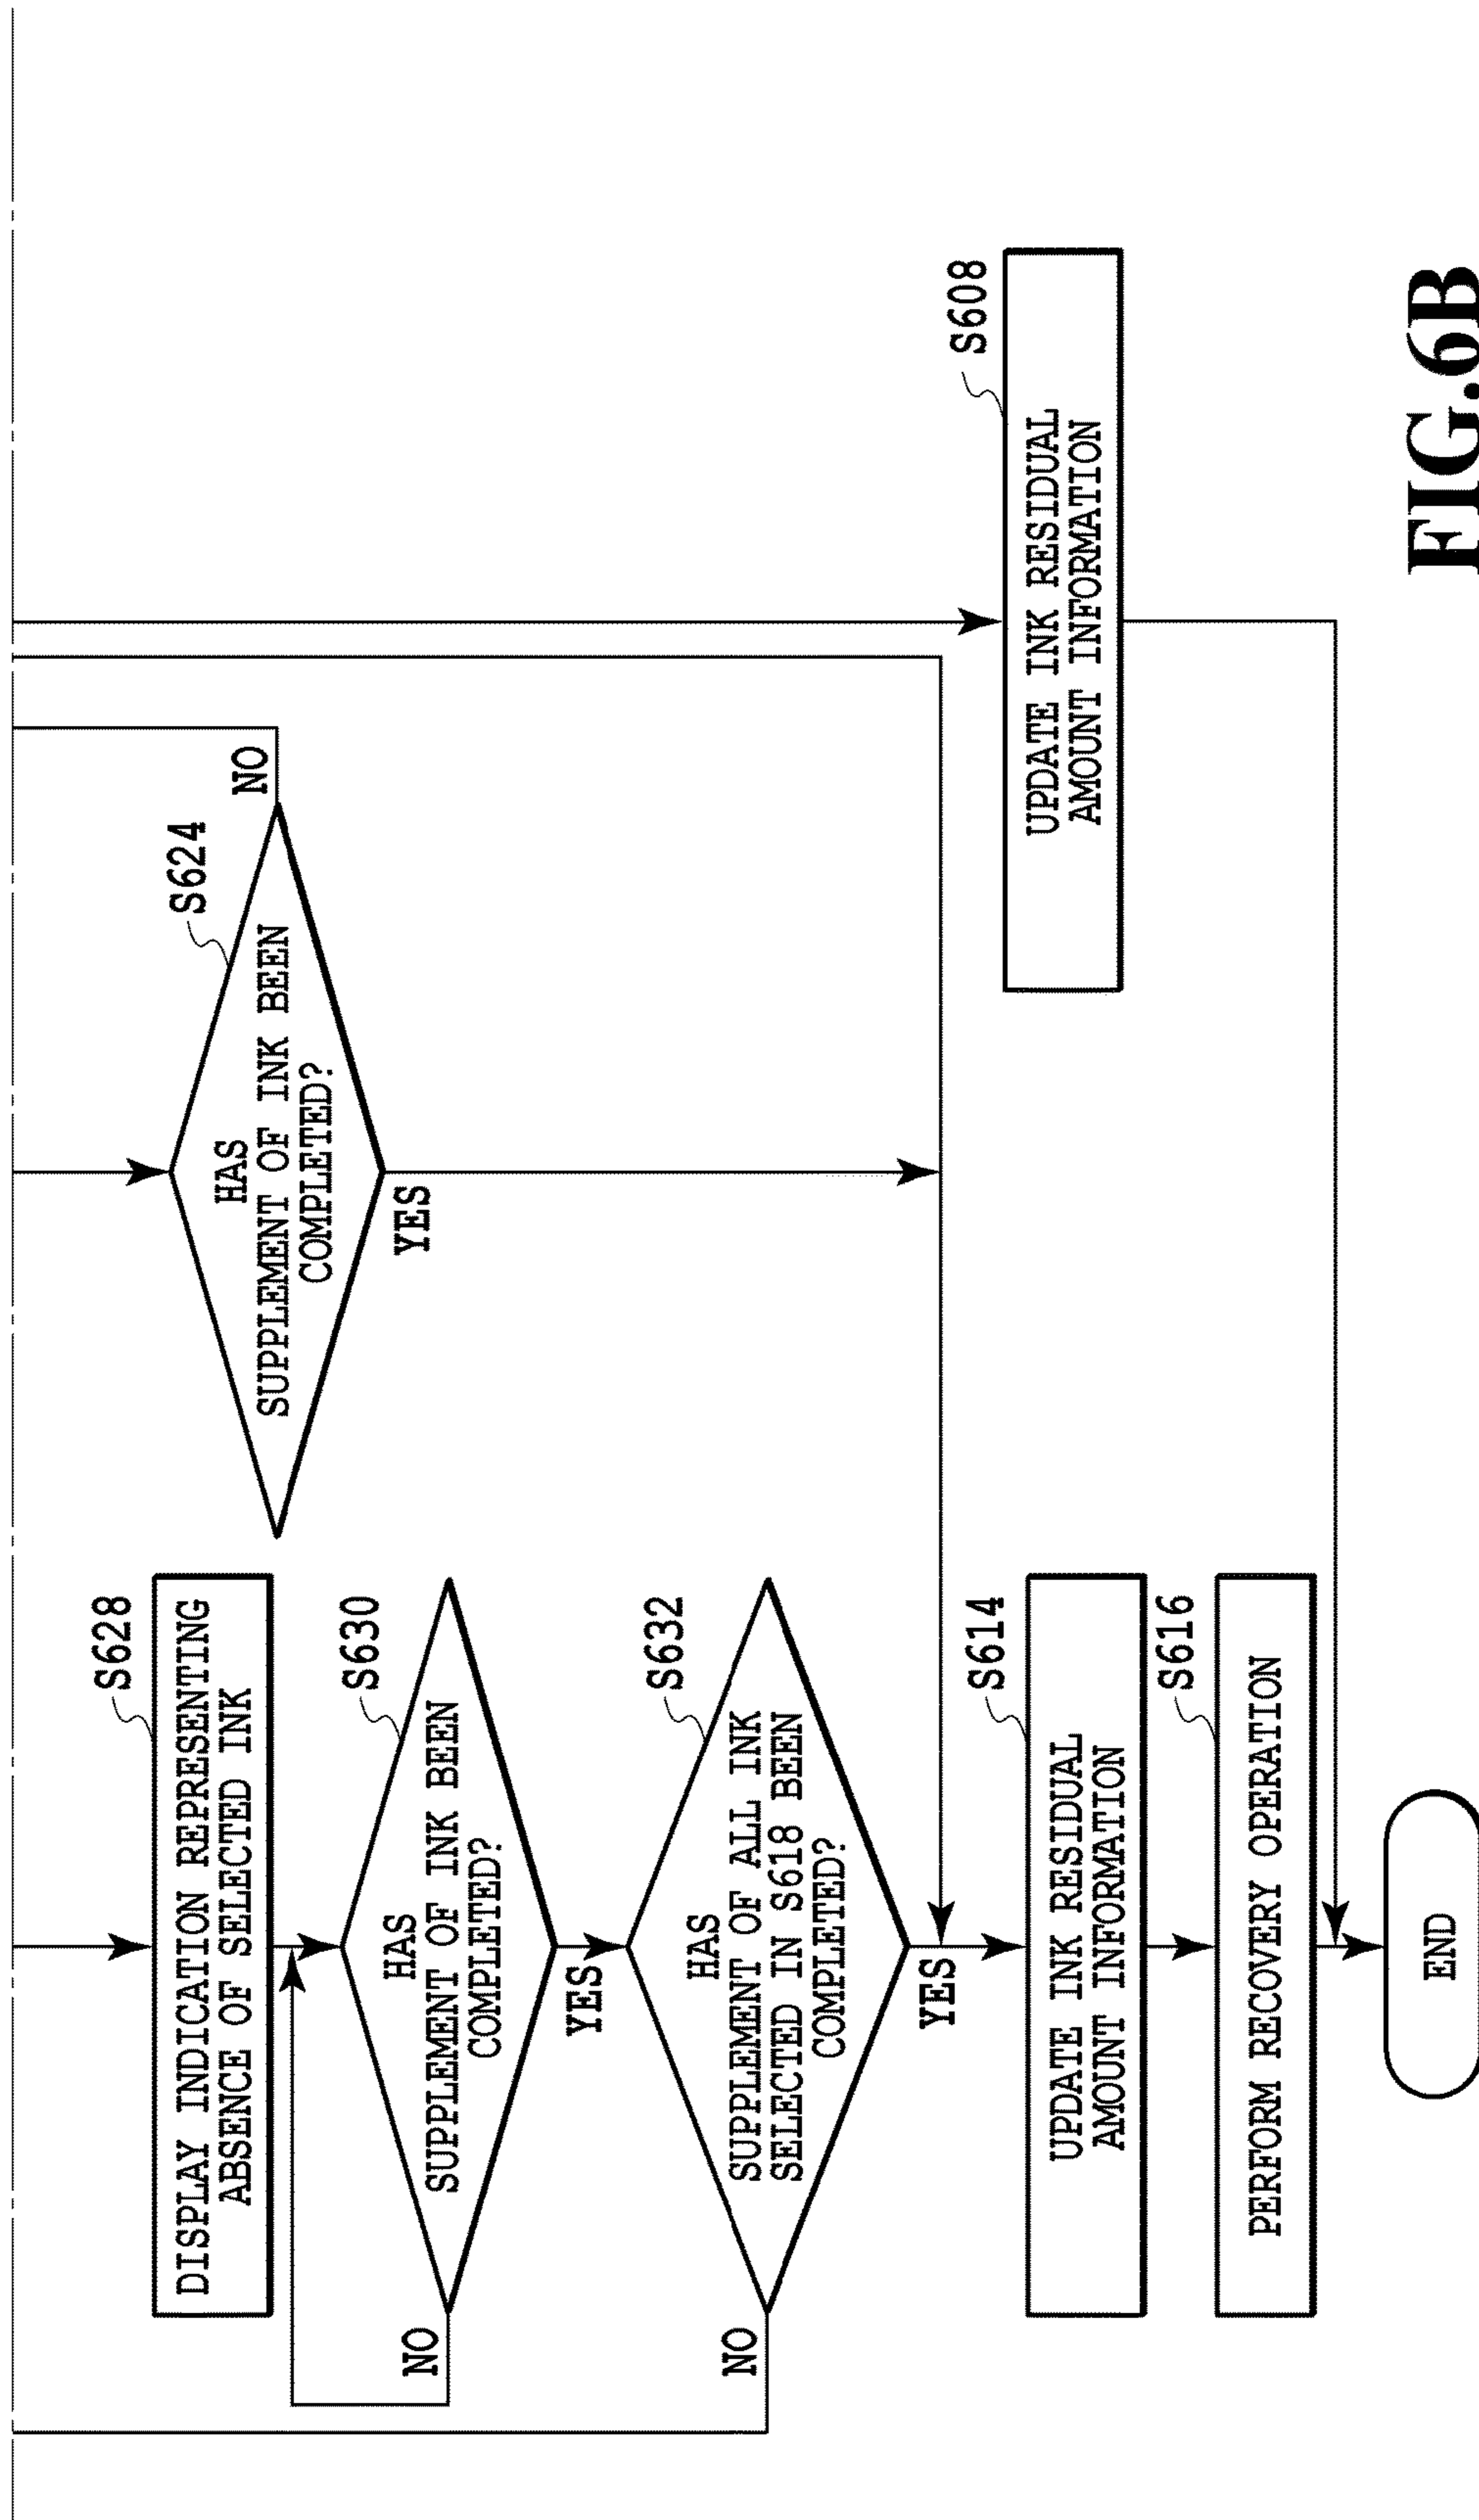 S628
DISPLAY INDICATION REPRESENTING
ABSENCE OF SELECTED INK
S630
HAS
SUPPLEMENT OF INK BEEN
COMPLETED?
NO
YES
S632
HAS
SUPPLEMENT OF ALL INK
SELECTED IN S618 BEEN
COMPLETED?
NO
YES
S614
UPDATE INK RESIDUAL
AMOUNT INFORMATION
S616
PERFORM RECOVERY OPERATION
END
S624
HAS
SUPPLEMENT OF INK BEEN
COMPLETED?
NO
YES
S608
UPDATE INK RESIDUAL
AMOUNT INFORMATION
FIG.6B